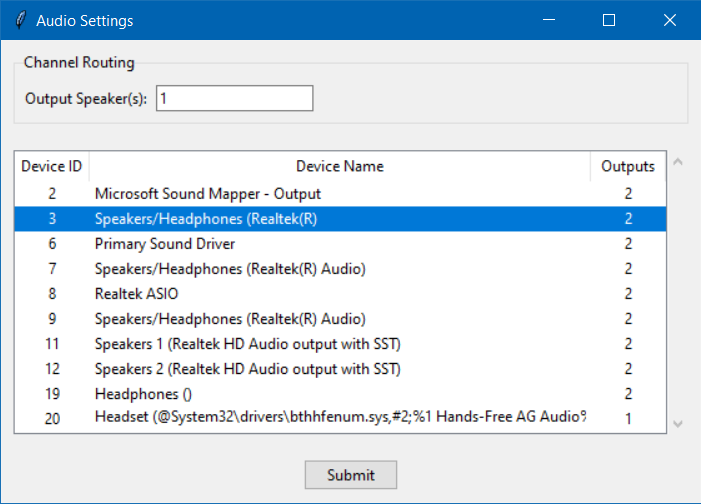 Audio Settings
Channel Routing
Output Speaker(s): 1
Device ID Device Name Outputs
2 Microsoft Sound Mapper - Output 2
3 Speakers/Headphones (Realtek(R) 2
6 Primary Sound Driver 2
7 Speakers/Headphones (Realtek(R) Audio) 2
8 Realtek ASIO 2
9 Speakers/Headphones (Realtek(R) Audio) 2
11 Speakers 1 (Realtek HD Audio output with SST) 2
12 Speakers 2 (Realtek HD Audio output with SST) 2
19 Headphones () 2
20 Headset (@System32\drivers\bthhfenum.sys,#2;%1 Hands-Free AG Audio% 1
Submit